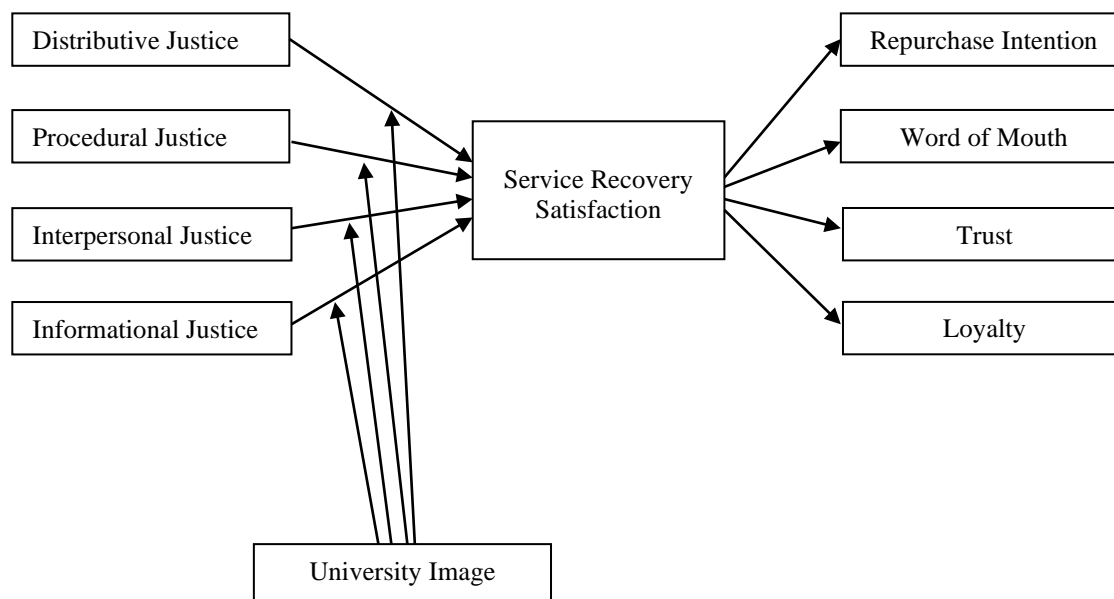 Distributive Justice
Procedural Justice
Interpersonal Justice
Informational Justice
Service Recovery
Satisfaction
Repurchase Intention
Word of Mouth
Trust
Loyalty
University Image